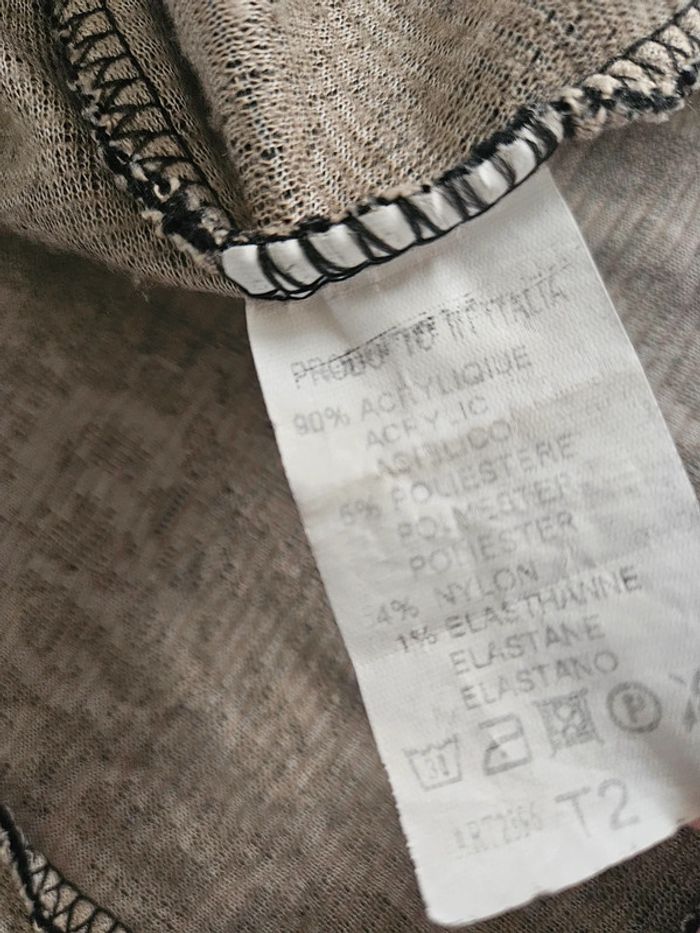 PRODOTTO IN ITALIA
90% ACRYLIQUE
ACRYLIC
ACRILICO
5% POLIESTERE
POLYESTER
POLIESTER
4% NYLON
1% ELASTHANNE
ELASTANE
ELASTANO
P
T2